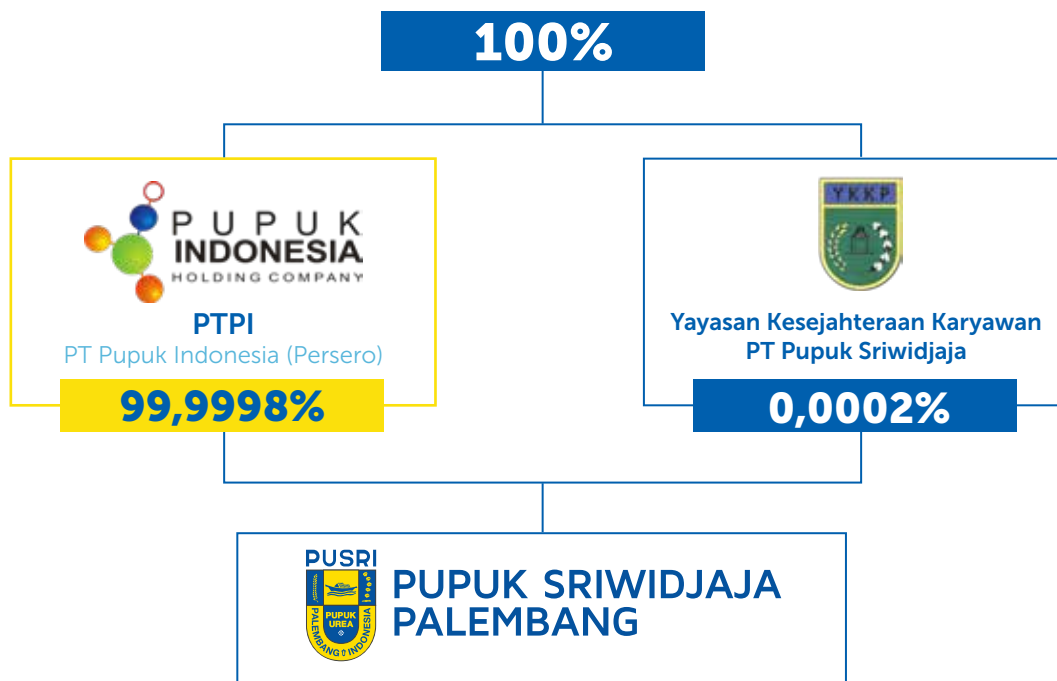 100%
PUPUK
INDONESIA
HOLDING COMPANY
PTPI
PT Pupuk Indonesia (Persero)
99,9998%
YKKP
Yayasan Kesejahteraan Karyawan
PT Pupuk Sriwidjaja
0,0002%
PUSRI
PUPUK
UREA
PALEMBANG INDONESIA
PUPUK SRIWIDJAJA
PALEMBANG